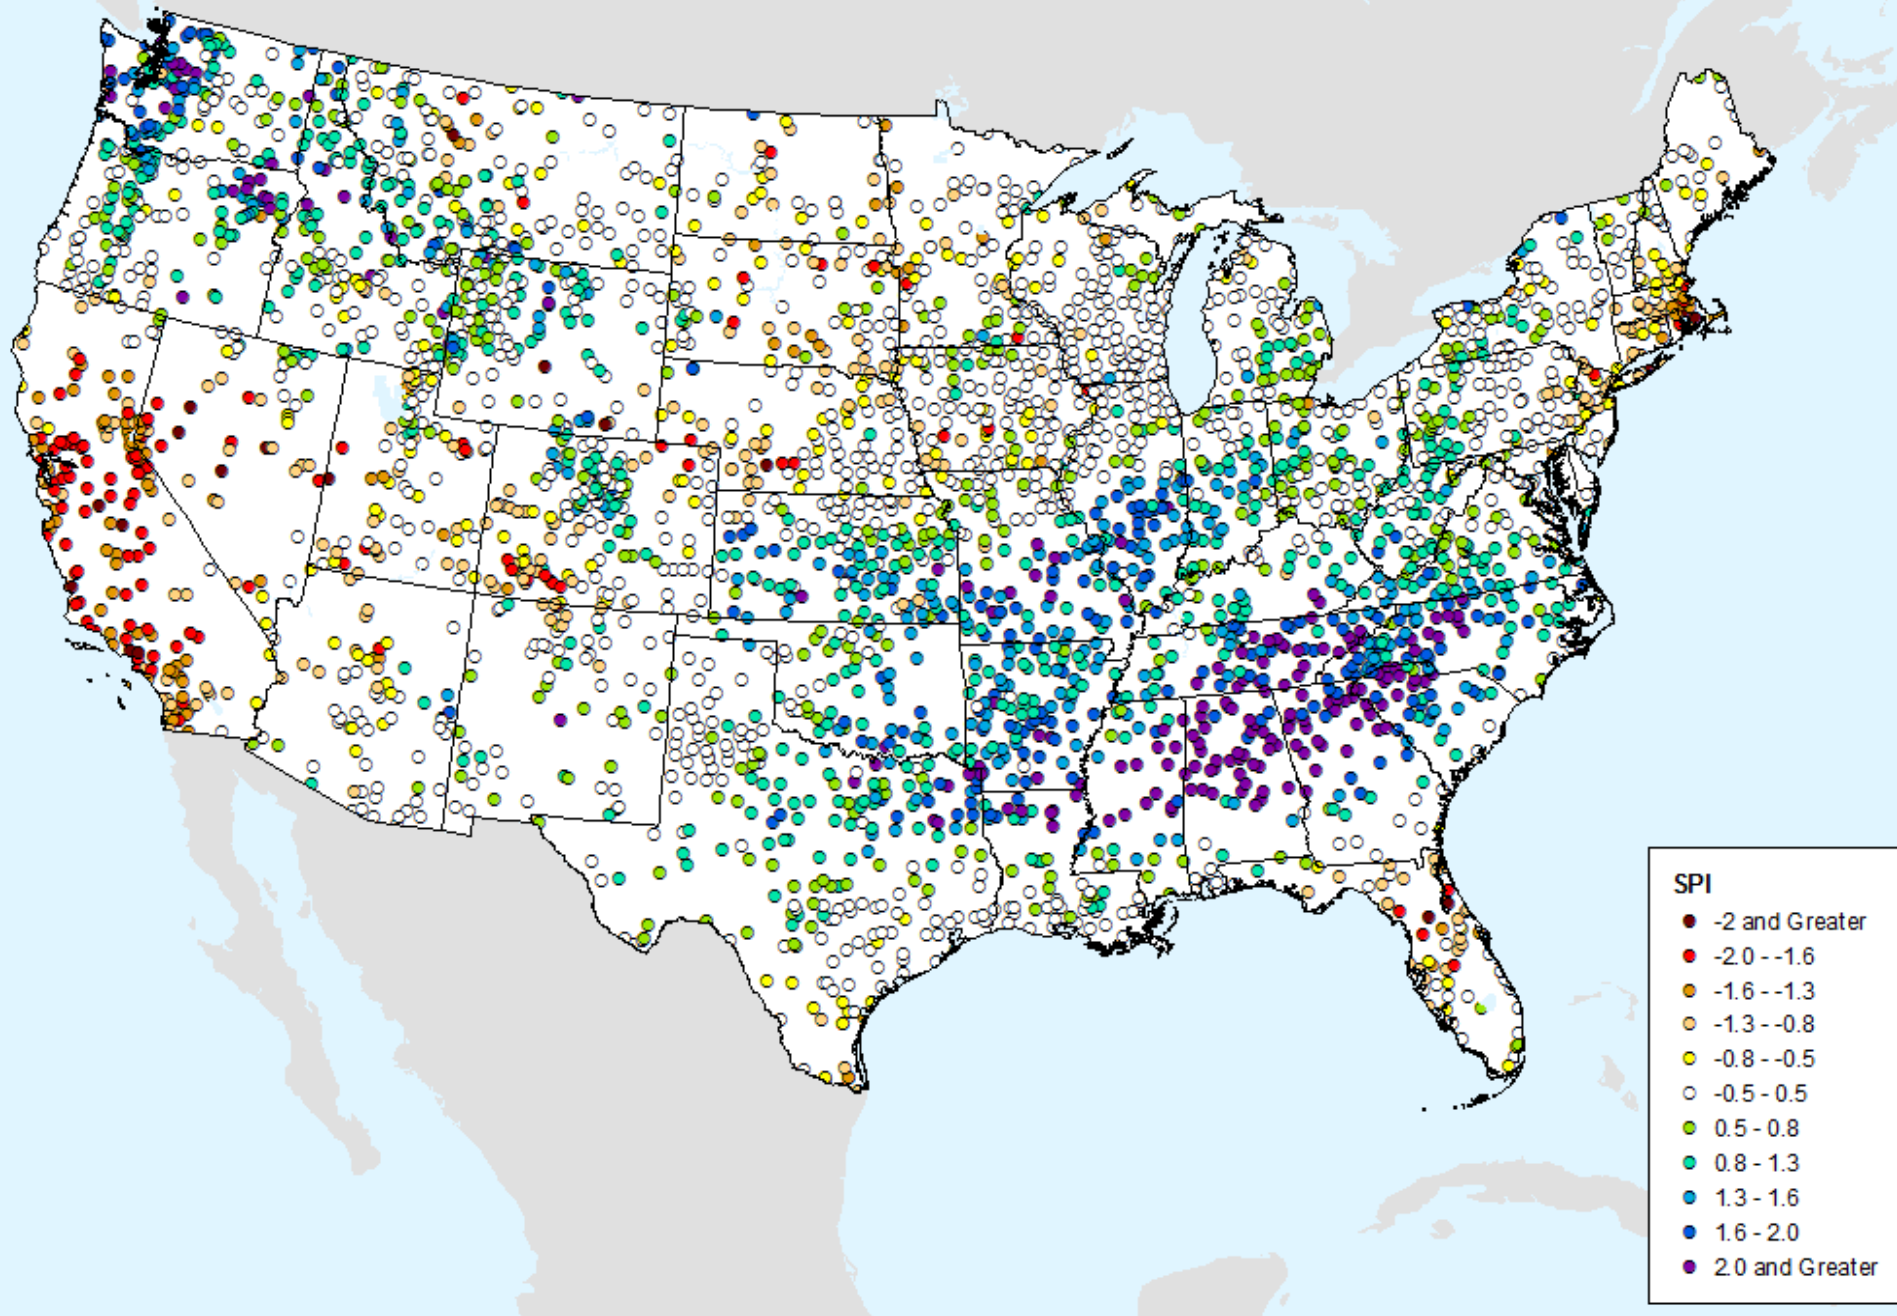 SPI
-2 and Greater
-2.0 - -1.6
-1.6 - -1.3
-1.3 - -0.8
-0.8 - -0.5
-0.5 - 0.5
0.5 - 0.8
0.8 - 1.3
1.3 - 1.6
1.6 - 2.0
2.0 and Greater